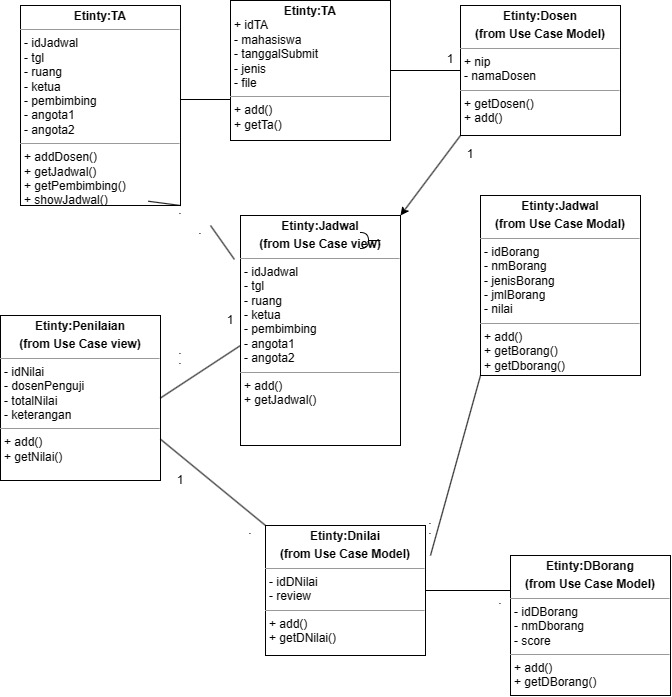 Etinty:TA
- idJadwal
- tgl
- ruang
- ketua
- pembimbing
- angota1
- angota2
+ addDosen()
+ getJadwal()
+ getPembimbing()
+ showJadwal()
Etinty:TA
+ idTA
- mahasiswa
- tanggalSubmit
- jenis
- file
+ add()
+ getTa()
1
Etinty:Dosen
(from Use Case Model)
+ nip
- namaDosen
+ getDosen()
+ add()
1
Etinty:Jadwal
(from Use Case view)
- idJadwal
- tgl
- ruang
- ketua
- pembimbing
- angota1
- angota2
+ add()
+ getJadwal()
1
Etinty:Jadwal
(from Use Case Modal)
- idBorang
- nmBorang
- jenisBorang
- jmlBorang
- nilai
+ add()
+ getBorang()
+ getDborang()
Etinty:Penilaian
(from Use Case view)
- idNilai
- dosenPenguji
- totalNilai
- keterangan
+ add()
+ getNilai()
1
Etinty:Dnilai
(from Use Case Model)
- idDNilai
- review
+ add()
+ getDNilai()
Etinty:DBorang
(from Use Case Model)
- idDBorang
- nmDborang
- score
+ add()
+ getDBorang()